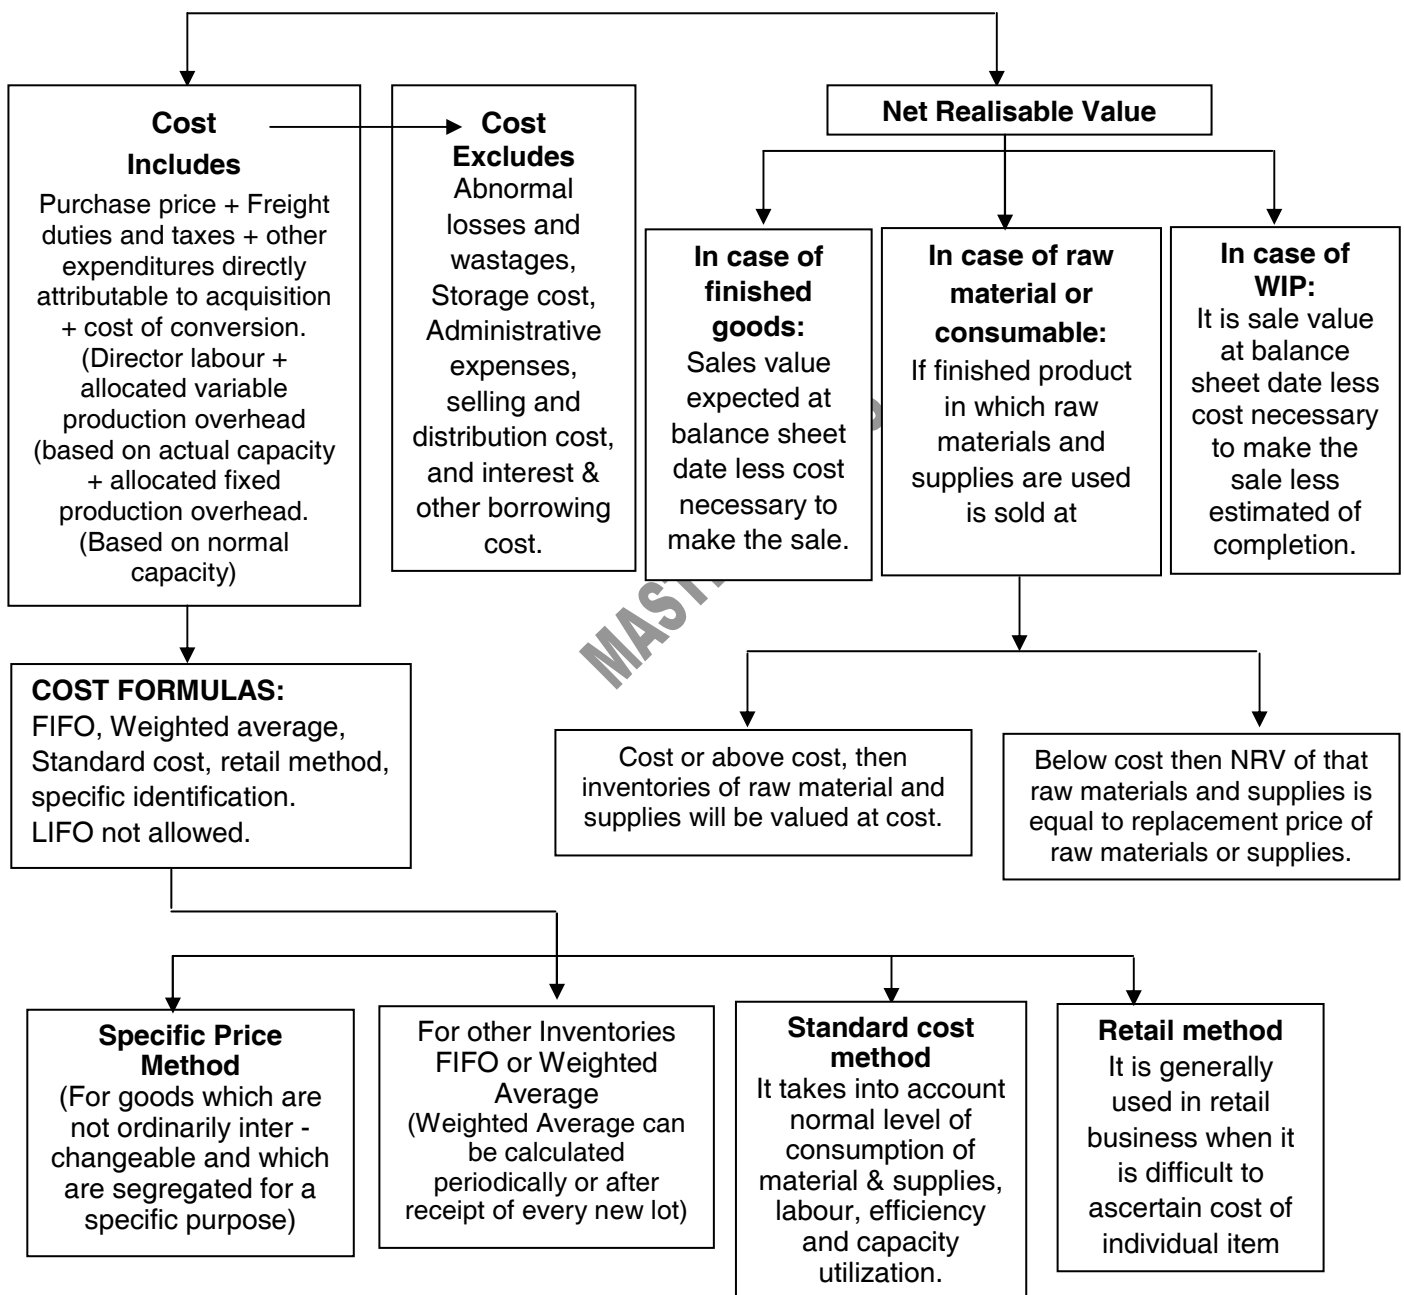 Cost
Includes
Purchase price + Freight
duties and taxes + other
expenditures directly
attributable to acquisition
+ cost of conversion.
(Director labour +
allocated variable
production overhead
(based on actual capacity
+ allocated fixed
production overhead.
(Based on normal
capacity)
Cost
Excludes
Abnormal
losses and
wastages,
Storage cost,
Administrative
expenses,
selling and
distribution cost,
and interest &
other borrowing
cost.
Net Realisable Value
In case of
finished
goods:
Sales value
expected at
balance sheet
date less cost
necessary to
make the sale.
In case of raw
material or
consumable:
If finished product
in which raw
materials and
supplies are used
is sold at
In case of
WIP:
It is sale value
at balance
sheet date less
cost necessary
to make the
sale less
estimated of
completion.
COST FORMULAS:
FIFO, Weighted average,
Standard cost, retail method,
specific identification.
LIFO not allowed.
Cost or above cost, then
inventories of raw material and
supplies will be valued at cost.
Below cost then NRV of that
raw materials and supplies is
equal to replacement price of
raw materials or supplies.
Specific Price
Method
(For goods which are
not ordinarily inter -
changeable and which
are segregated for a
specific purpose)
For other Inventories
FIFO or Weighted
Average
(Weighted Average can
be calculated
periodically or after
receipt of every new lot)
Standard cost
method
It takes into account
normal level of
consumption of
material & supplies,
labour, efficiency
and capacity
utilization.
Retail method
It is generally
used in retail
business when it
is difficult to
ascertain cost of
individual item